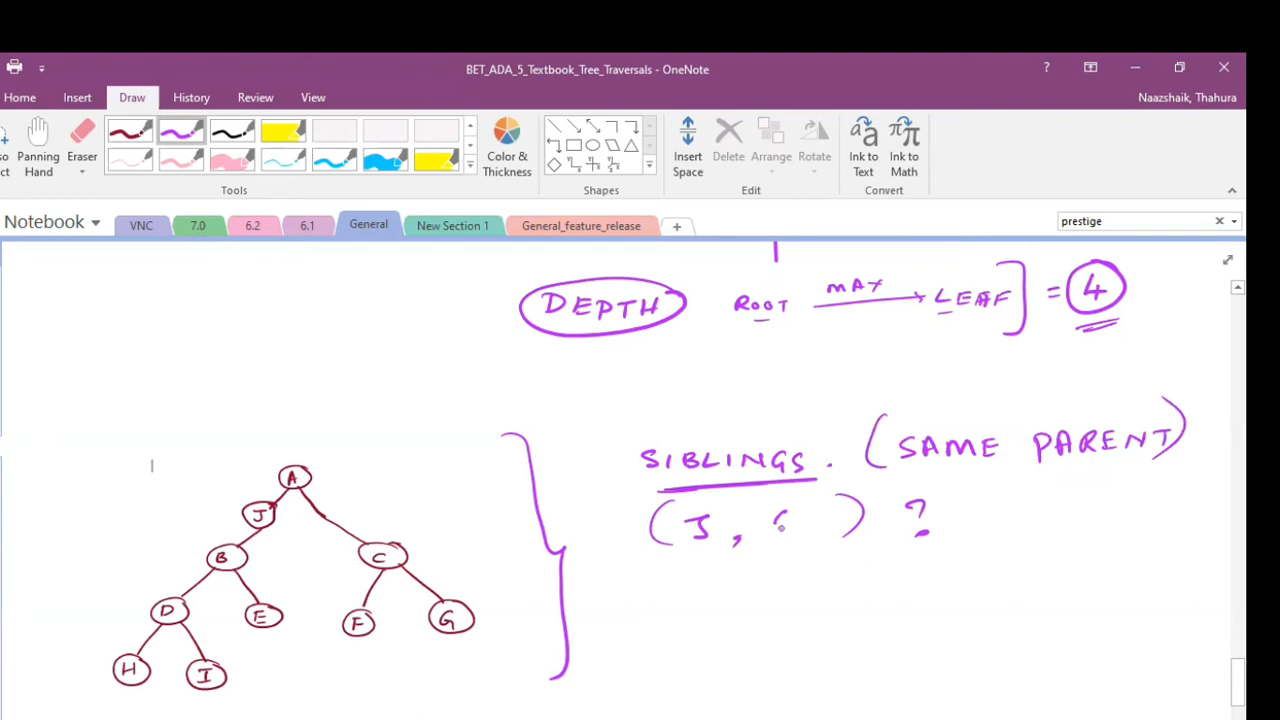 BET_ADA_5_Textbook_Tree_Traversals - OneNote
?
Naazshaik, Thahura
Home Insert Draw History Review View
Panning Hand
Eraser
Color & Thickness
Insert Space
Delete
Arrange
Rotate
Ink to Text
Ink to Math
Tools
Shapes
Edit
Convert
Notebook
VNC 7.0 6.2 6.1 General New Section 1 General_feature_release
prestige
DEPTH ROOT MAX LEAF = 4
SIBLINGS. (SAME PARENT)
(J, ) ?
A
J
B C
D E F G
H I